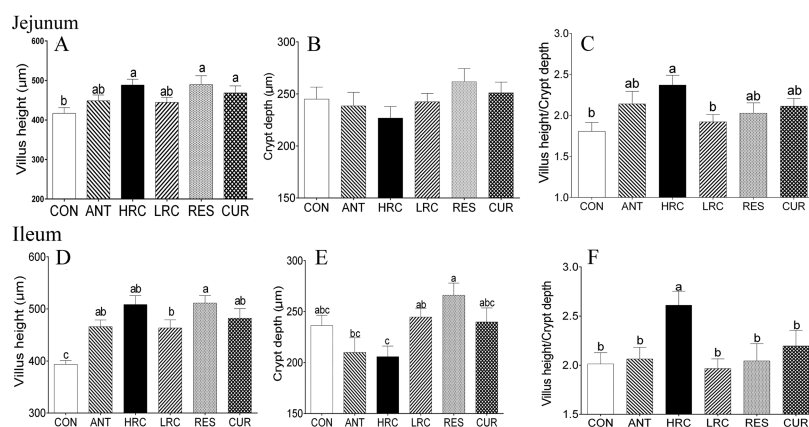 Jejunum
A
Villus height (μm)
600
500
400
300
200
b
ab
a
ab
a
a
CON ANT HRC LRC RES CUR
B
Crypt depth (μm)
300
250
200
150
CON ANT HRC LRC RES CUR
C
Villus height/Crypt depth
3.0
2.5
2.0
1.5
1.0
b
ab
a
b
ab
ab
CON ANT HRC LRC RES CUR
Ileum
D
Villus height (μm)
600
500
400
300
c
ab
ab
b
a
ab
CON ANT HRC LRC RES CUR
E
Crypt depth (μm)
300
250
200
150
abc
bc
c
ab
a
abc
CON ANT HRC LRC RES CUR
F
Villus height/Crypt depth
3.0
2.5
2.0
1.5
b
b
a
b
b
b
CON ANT HRC LRC RES CUR